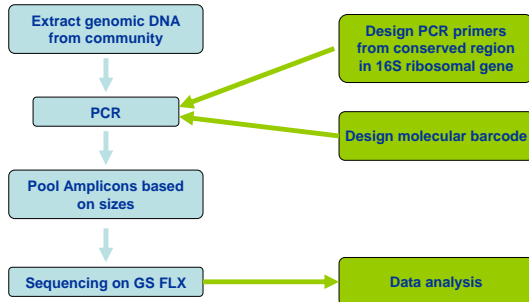 Extract genomic DNA
from community
Design PCR primers
from conserved region
in 16S ribosomal gene
PCR
Design molecular barcode
Pool Amplicons based
on sizes
Sequencing on GS FLX
Data analysis